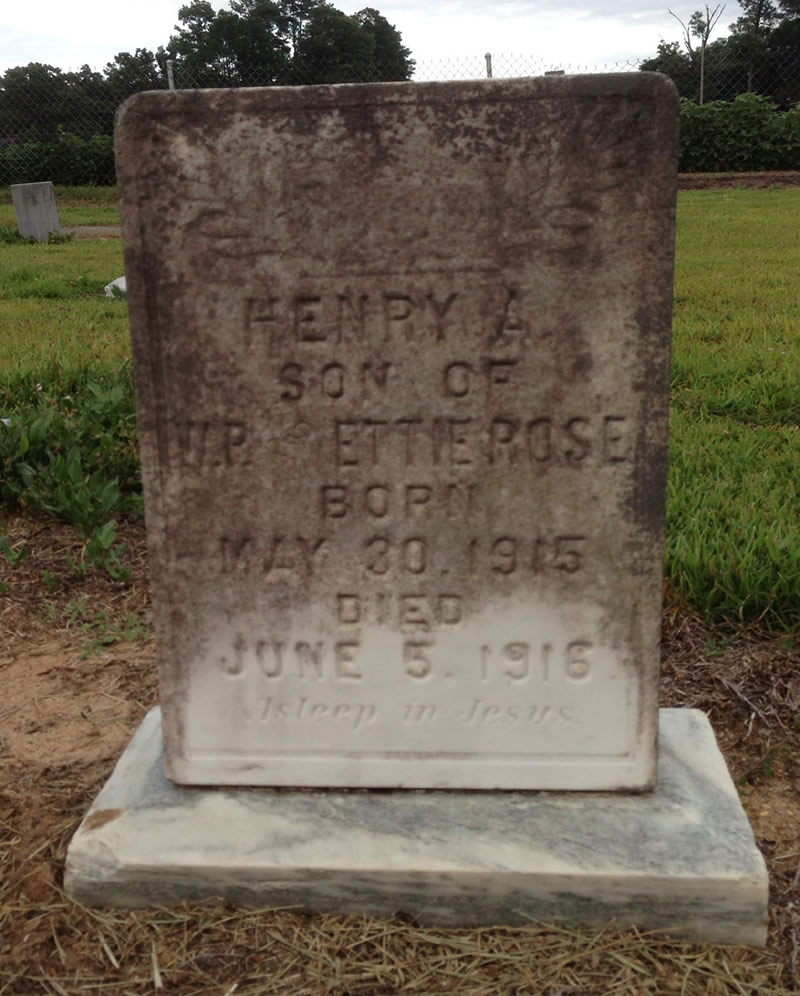 HENRY A
SON OF
W.P. & ETTIE ROSE
BORN
MAY 30, 1915
DIED
JUNE 5, 1916
Asleep in Jesus.